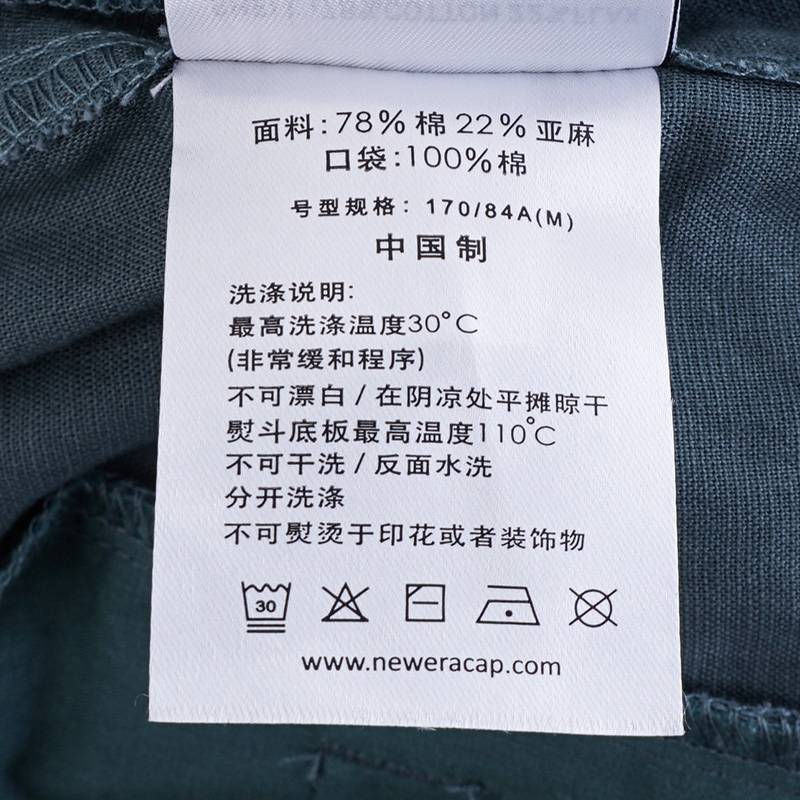 面料:78%棉22%亚麻
口袋:100%棉
号型规格: 170/84A(M)
中国制
洗涤说明:
最高洗涤温度30°C
(非常缓和程序)
不可漂白/在阴凉处平摊晾干
熨斗底板最高温度110°C
不可干洗/反面水洗
分开洗涤
不可熨烫于印花或者装饰物
30
www.neweracap.com